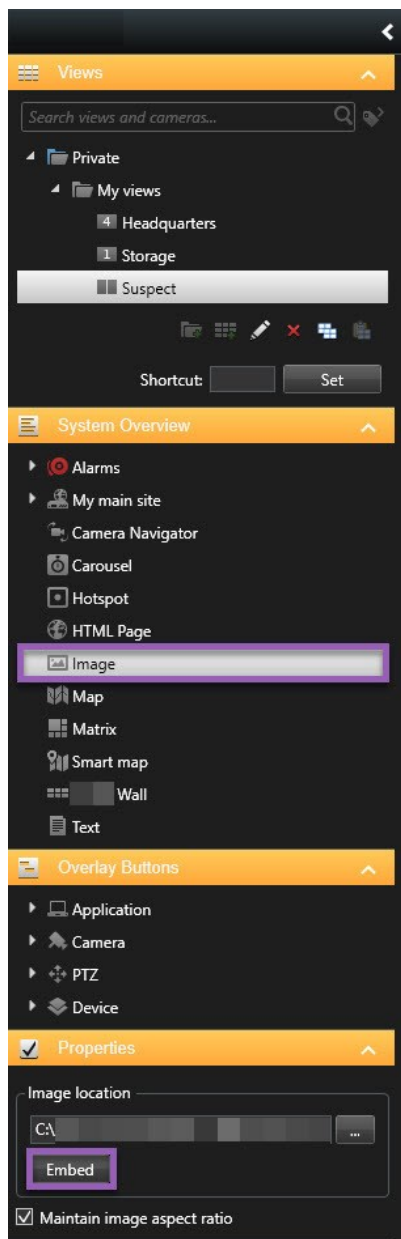 Views
Search views and cameras...
Private
My views
4 Headquarters
1 Storage
Suspect
Shortcut: Set
System Overview
Alarms
My main site
Camera Navigator
Carousel
Hotspot
HTML Page
Image
Map
Matrix
Smart map
Wall
Text
Overlay Buttons
Application
Camera
PTZ
Device
Properties
Image location
C:\ ...
Embed
Maintain image aspect ratio